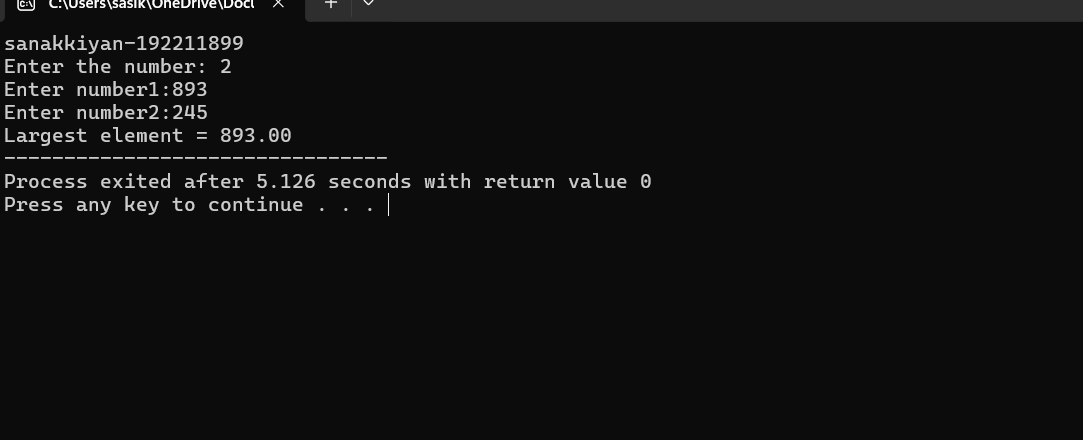 C:\Users\sasik\OneDrive\Docu
sanakkiyan-192211899
Enter the number: 2
Enter number1:893
Enter number2:245
Largest element = 893.00
--------------------------------
Process exited after 5.126 seconds with return value 0
Press any key to continue . . .